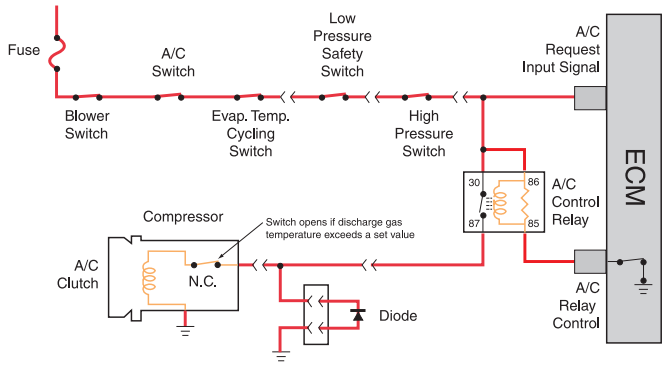 Fuse
A/C
Switch
Low
Pressure
Safety
Switch
A/C
Request
Input Signal
Blower
Switch
Evap. Temp.
Cycling
Switch
High
Pressure
Switch
ECM
30
86
87
85
A/C
Control
Relay
Compressor
Switch opens if discharge gas
temperature exceeds a set value
A/C
Clutch
N.C.
Diode
A/C
Relay
Control